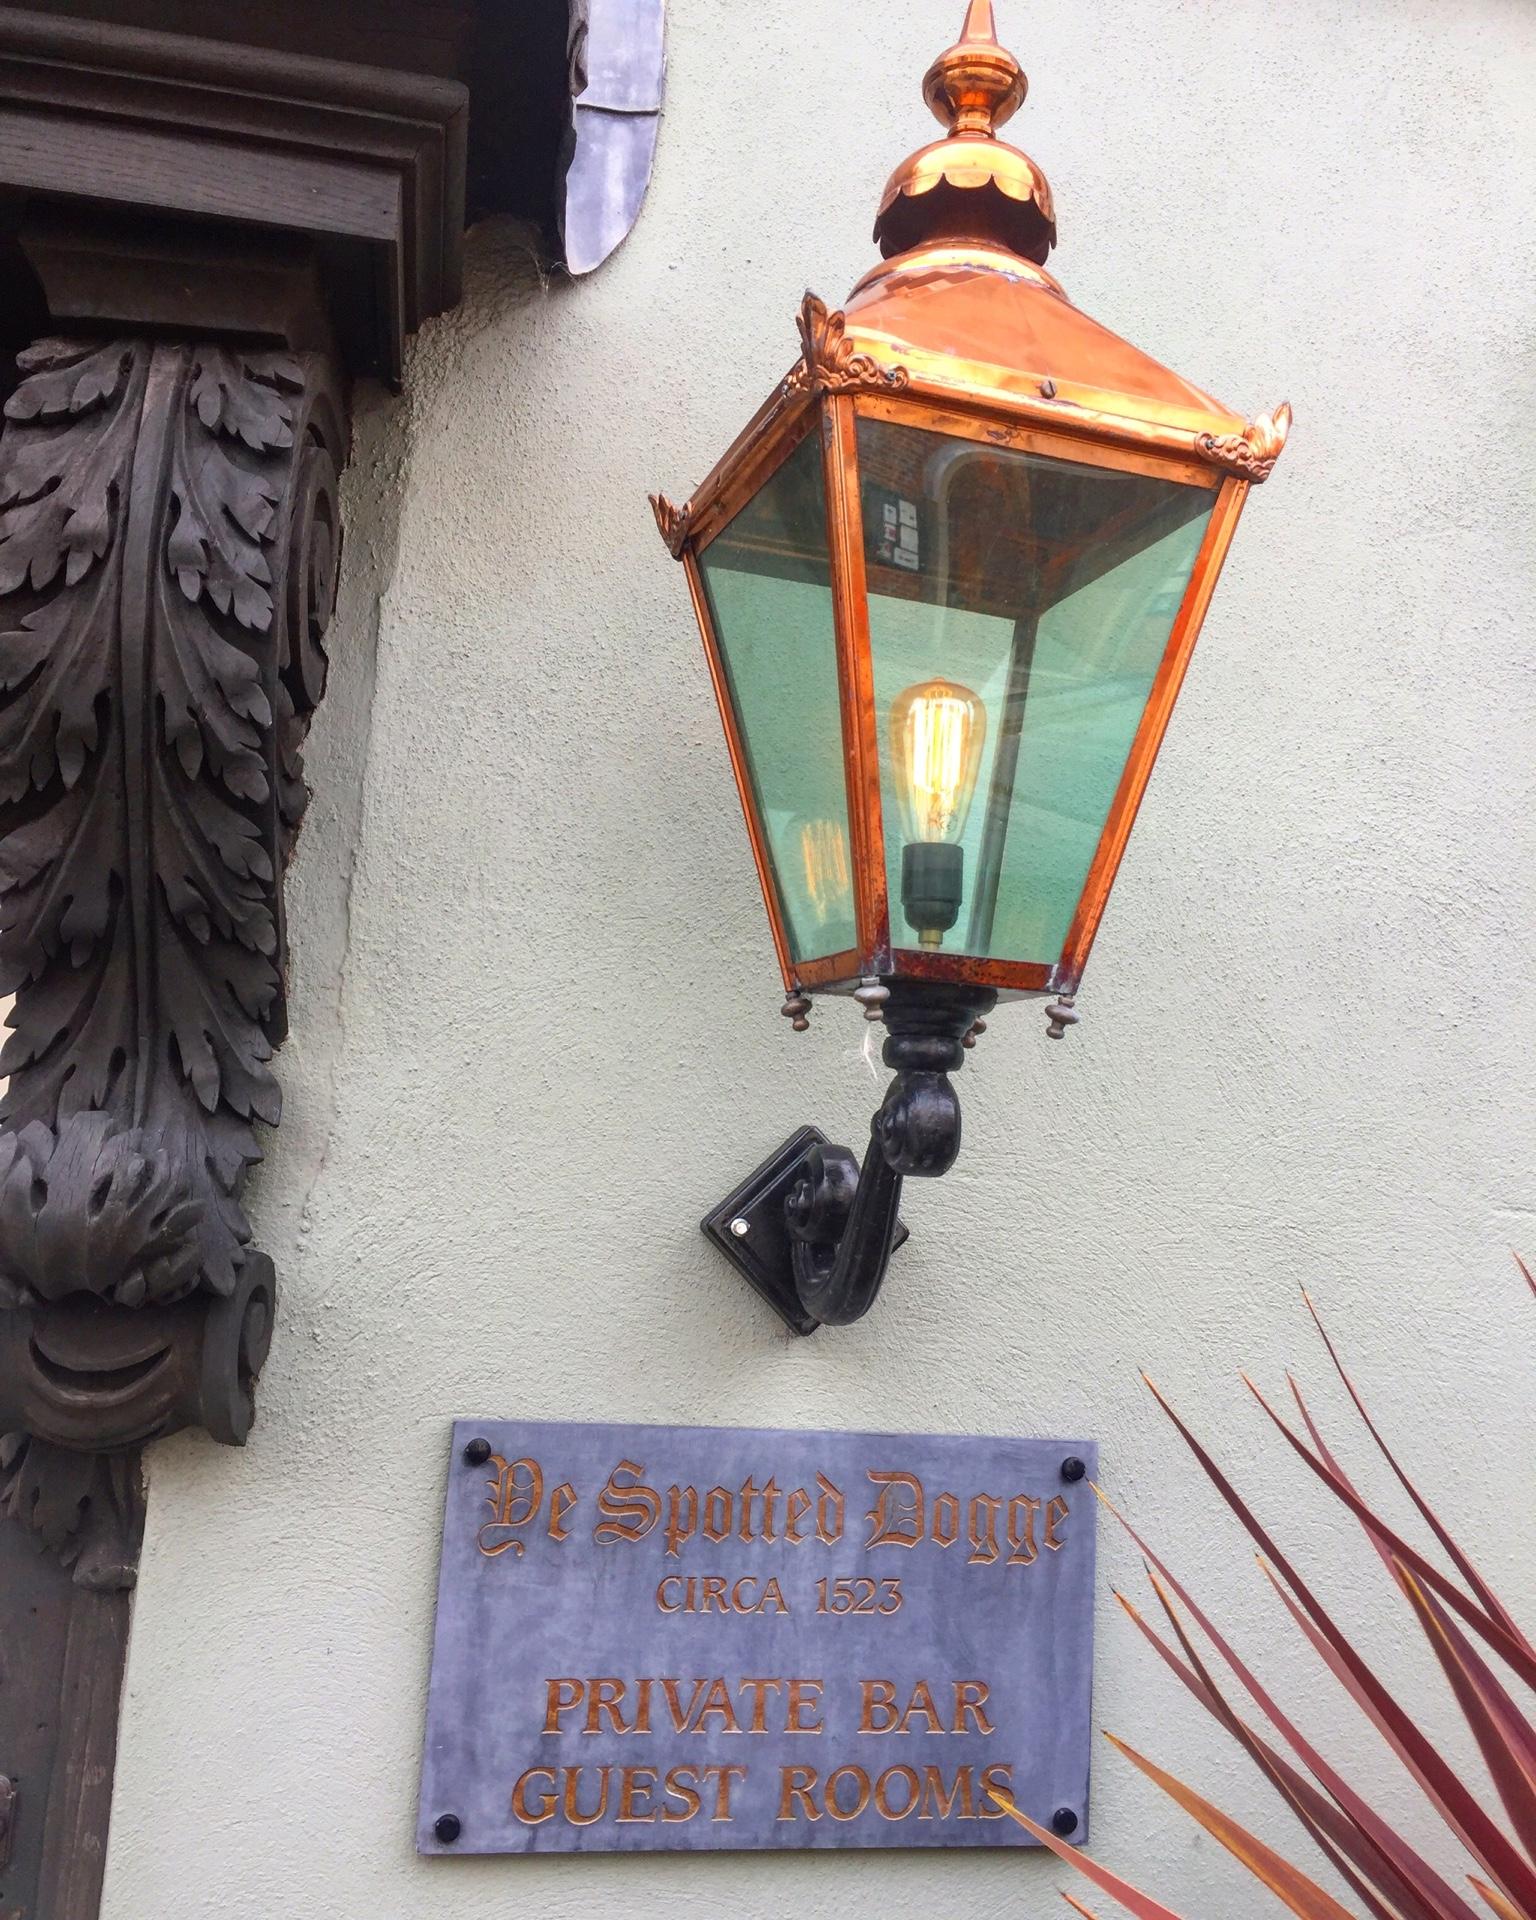 Ye Spotted Dogge
CIRCA 1523
PRIVATE BAR
GUEST ROOMS